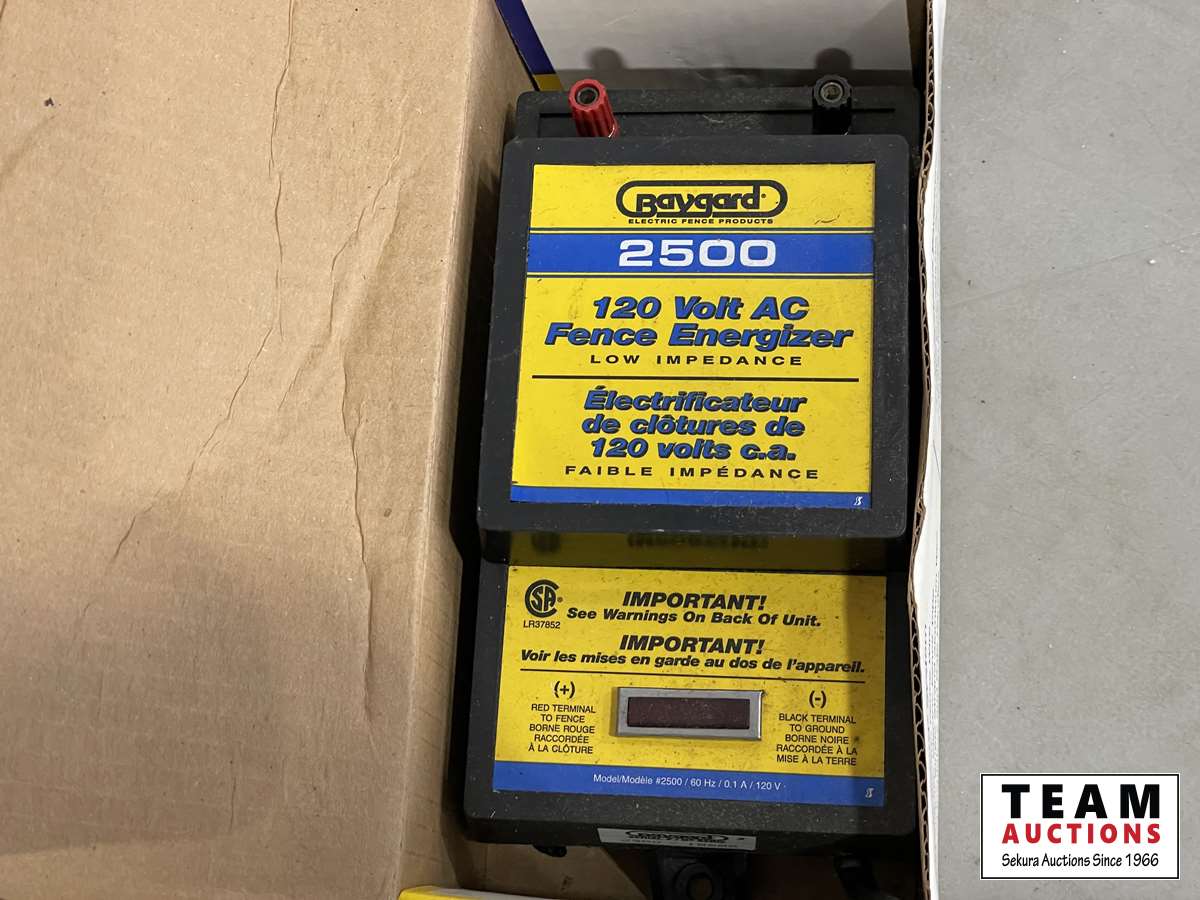 Baygard®
ELECTRIC FENCE PRODUCTS
2500
120 Volt AC
Fence Energizer
LOW IMPEDANCE
Électrificateur
de clôtures de
120 volts c.a.
FAIBLE IMPÉDANCE
SA®
LR37852
IMPORTANT!
See Warnings On Back Of Unit.
IMPORTANT!
Voir les mises en garde au dos de l'appareil.
(+)
RED TERMINAL
TO FENCE
BORNE ROUGE
RACCORDÉE
À LA CLÔTURE
(-)
BLACK TERMINAL
TO GROUND
BORNE NOIRE
RACCORDÉE À LA
MISE À LA TERRE
Model/Modèle #2500 / 60 Hz / 0.1 A / 120 V
Baygard
TEAM
AUCTIONS
Sekura Auctions Since 1966